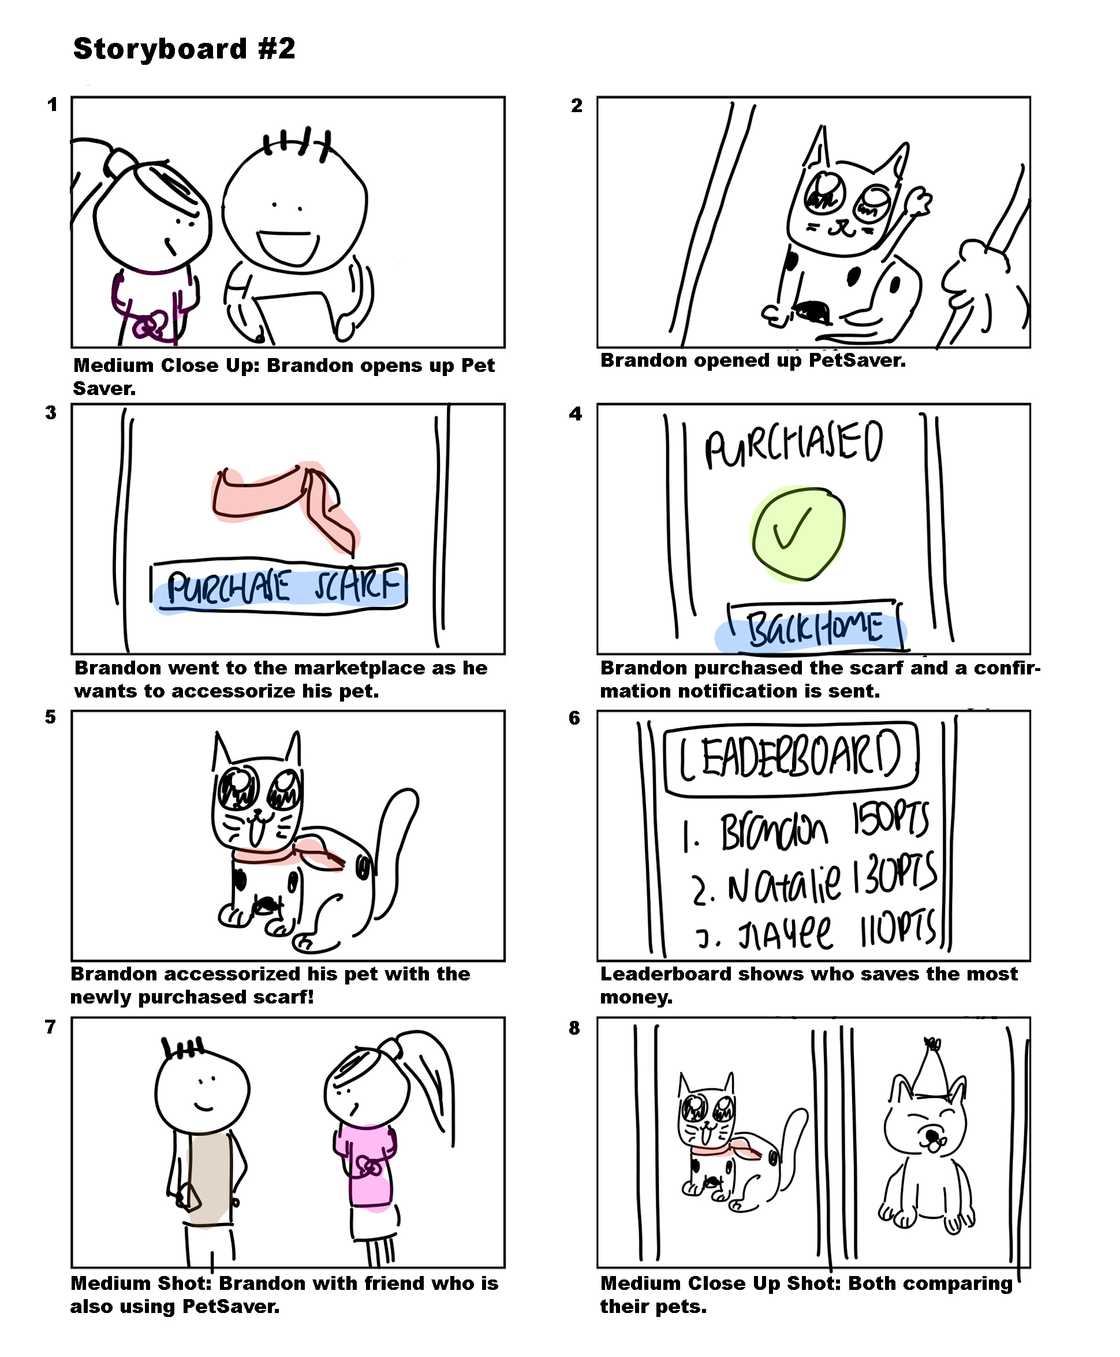 Storyboard #2
1
2
Medium Close Up: Brandon opens up Pet
Saver.
Brandon opened up PetSaver.
3
PURCHASE SCARF
4
PURCHASED
BACK HOME
Brandon went to the marketplace as he
wants to accessorize his pet.
Brandon purchased the scarf and a confir-
mation notification is sent.
5
6
LEADERBOARD
1. Brandon 150PTS
2. Natalie 130PTS
3. JIAYee 110PTS
Brandon accessorized his pet with the
newly purchased scarf!
Leaderboard shows who saves the most
money.
7
8
Medium Shot: Brandon with friend who is
also using PetSaver.
Medium Close Up Shot: Both comparing
their pets.